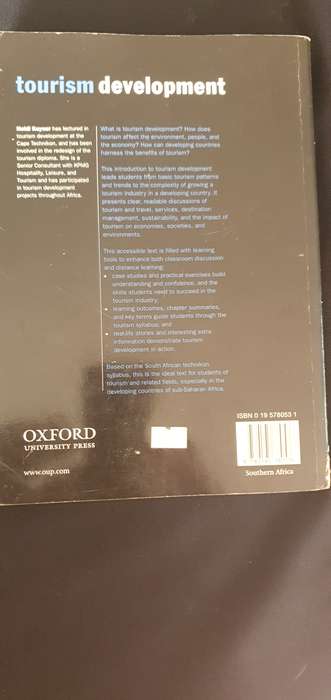 tourism development
Heidi Keyser has lectured in
tourism development at the
Cape Technikon, and has been
involved in the redesign of the
tourism diploma. She is a
Senior Consultant with KPMG
Hospitality, Leisure, and
Tourism and has participated
in tourism development
projects throughout Africa.
What is tourism development? How does
tourism affect the environment, people, and
the economy? How can developing countries
harness the benefits of tourism?
This introduction to tourism development
leads students from basic tourism patterns
and trends to the complexity of growing a
tourism industry in a developing country. It
presents clear, readable discussions of
tourism and travel, services, destination
management, sustainability, and the impact of
tourism on economies, societies, and
environments.
This accessible text is filled with learning
tools to enhance both classroom discussion
and distance learning:
• case studies and practical exercises build
understanding and confidence, and the
skills students need to succeed in the
tourism industry;
• learning outcomes, chapter summaries,
and key terms guide students through the
tourism syllabus; and
• real-life stories and interesting extra
information demonstrate tourism
development in action.
Based on the South African technikon
syllabus, this is the ideal text for students of
tourism and related fields, especially in the
developing countries of sub-Saharan Africa.
ISBN 0 19 578053 1
OXFORD
UNIVERSITY PRESS
www.oup.com
Southern Africa